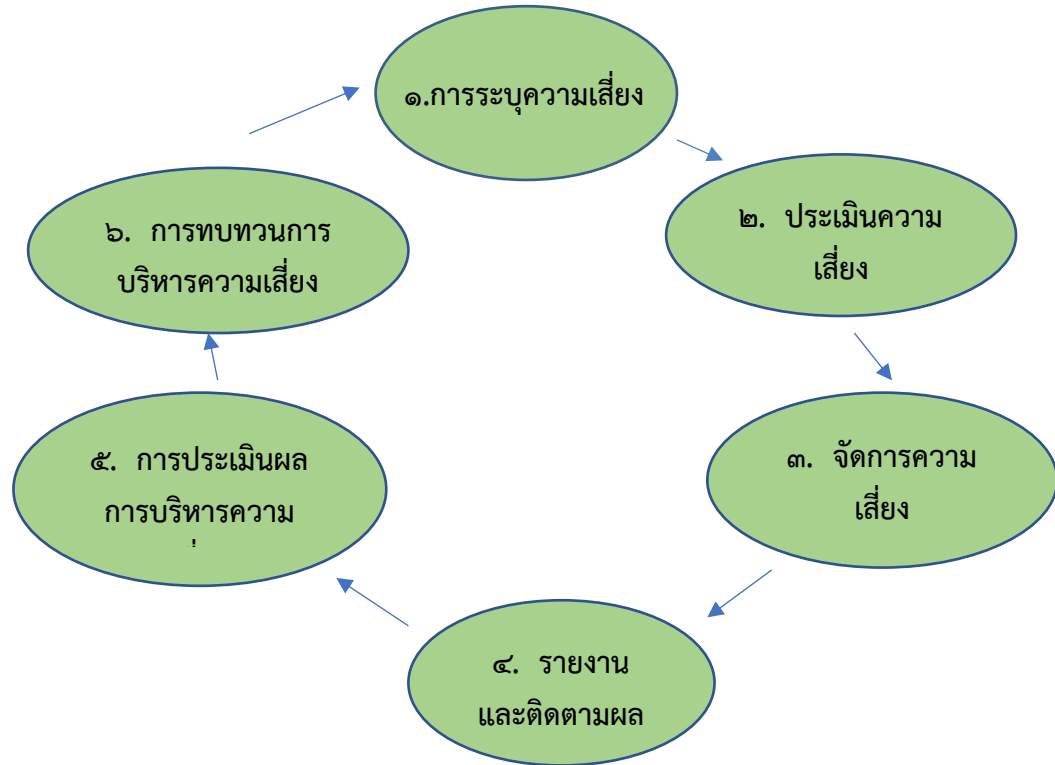 ๑.การระบุความเสี่ยง
๒. ประเมินความ
เสี่ยง
๓. จัดการความ
เสี่ยง
๔. รายงาน
และติดตามผล
๕. การประเมินผล
การบริหารความ
๖. การทบทวนการ
บริหารความเสี่ยง